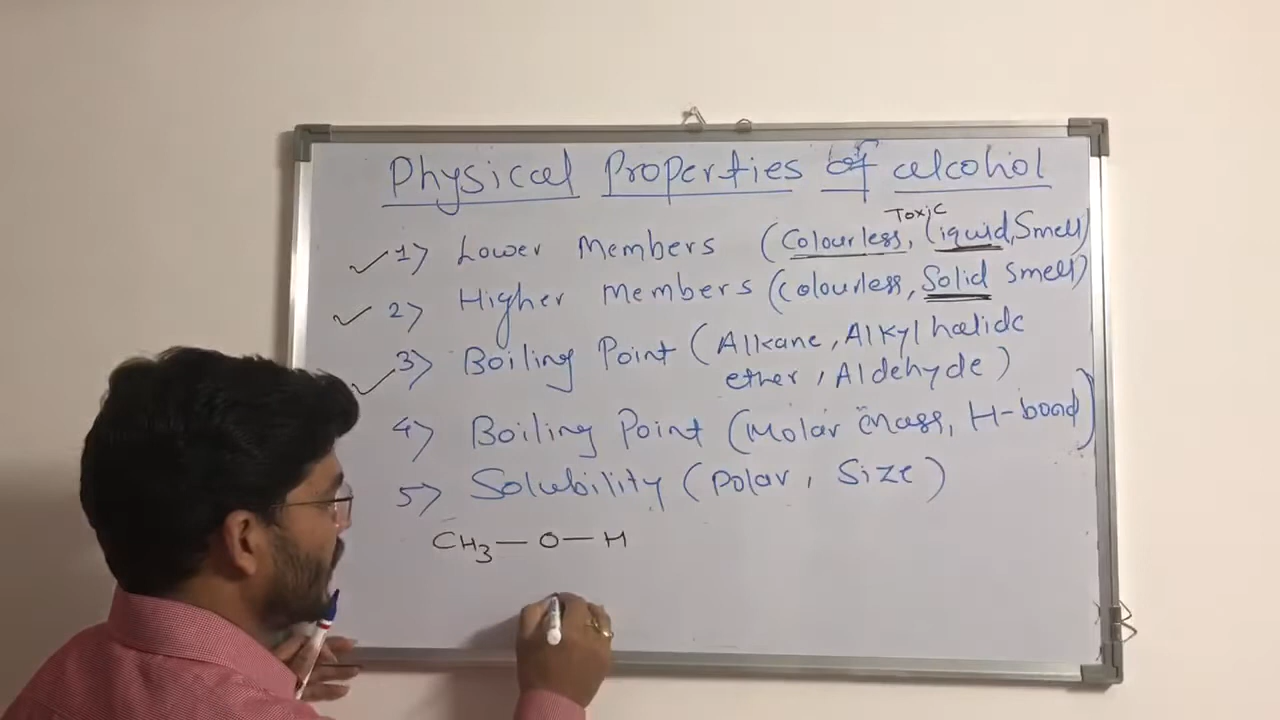 Physical Properties of alcohol
Toxic
1) Lower Members (Colourless, Liquid, Smell)
2) Higher Members (Colourless, Solid Smell)
3) Boiling Point (Alkane, Alkyl halide
ether, Aldehyde)
4) Boiling Point (Molar mass, H-bond)
5) Solubility (Polar, Size)
CH3 — O — H